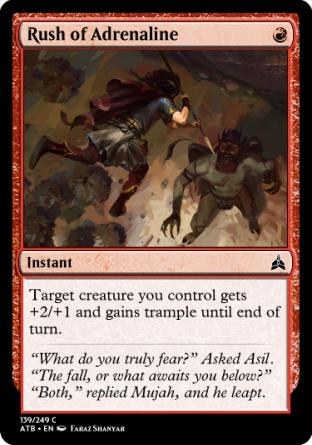 Rush of Adrenaline
Instant
Target creature you control gets
+2/+1 and gains trample until end of
turn.
“What do you truly fear?” Asked Asil.
“The fall, or what awaits you below?”
“Both,” replied Mujah, and he leapt.
139/249 C
ATB • EN Faraz Shanyar